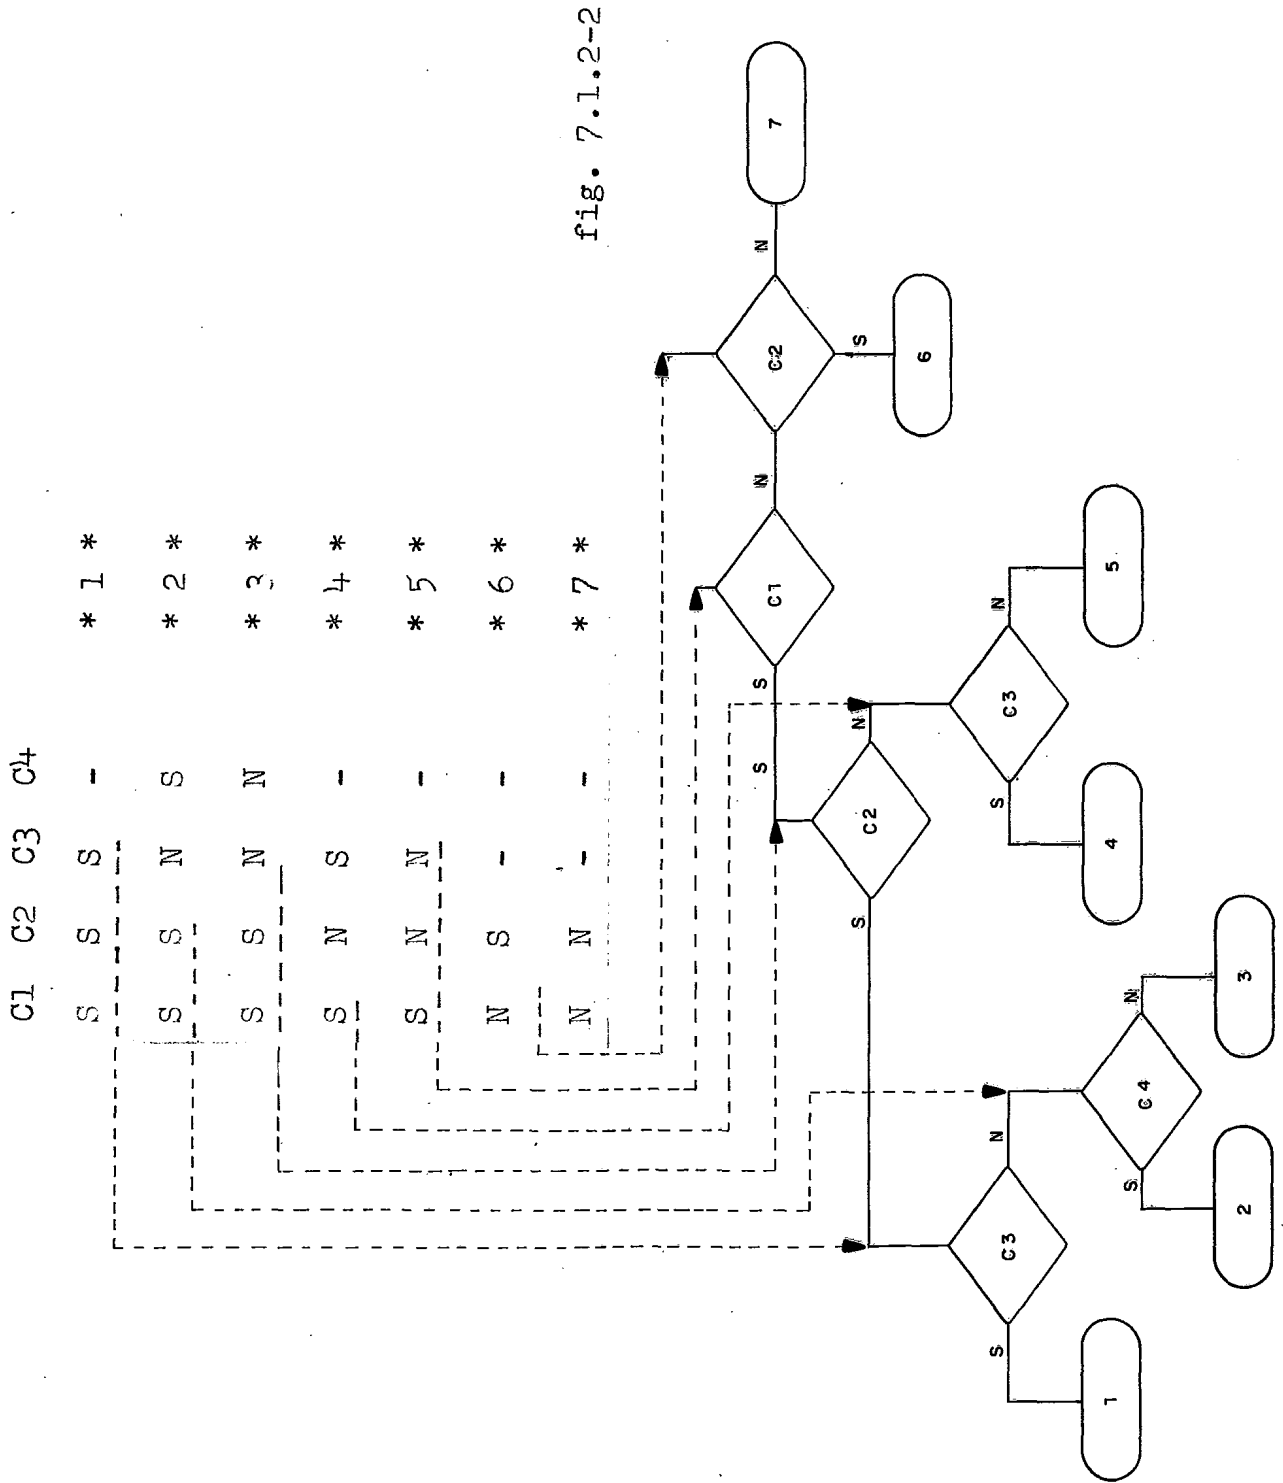 C1 C2 C3 C4
S S S - * 1 *
S S N S * 2 *
S S N N * 3 *
S N S - * 4 *
S N N - * 5 *
N S - - * 6 *
N N - - * 7 *
fig. 7.1.2-2
C1
S
N
S
C2
S
N
C2
N
S
7
6
C3
S
N
C3
S
N
4
5
1
C4
S
N
2
3